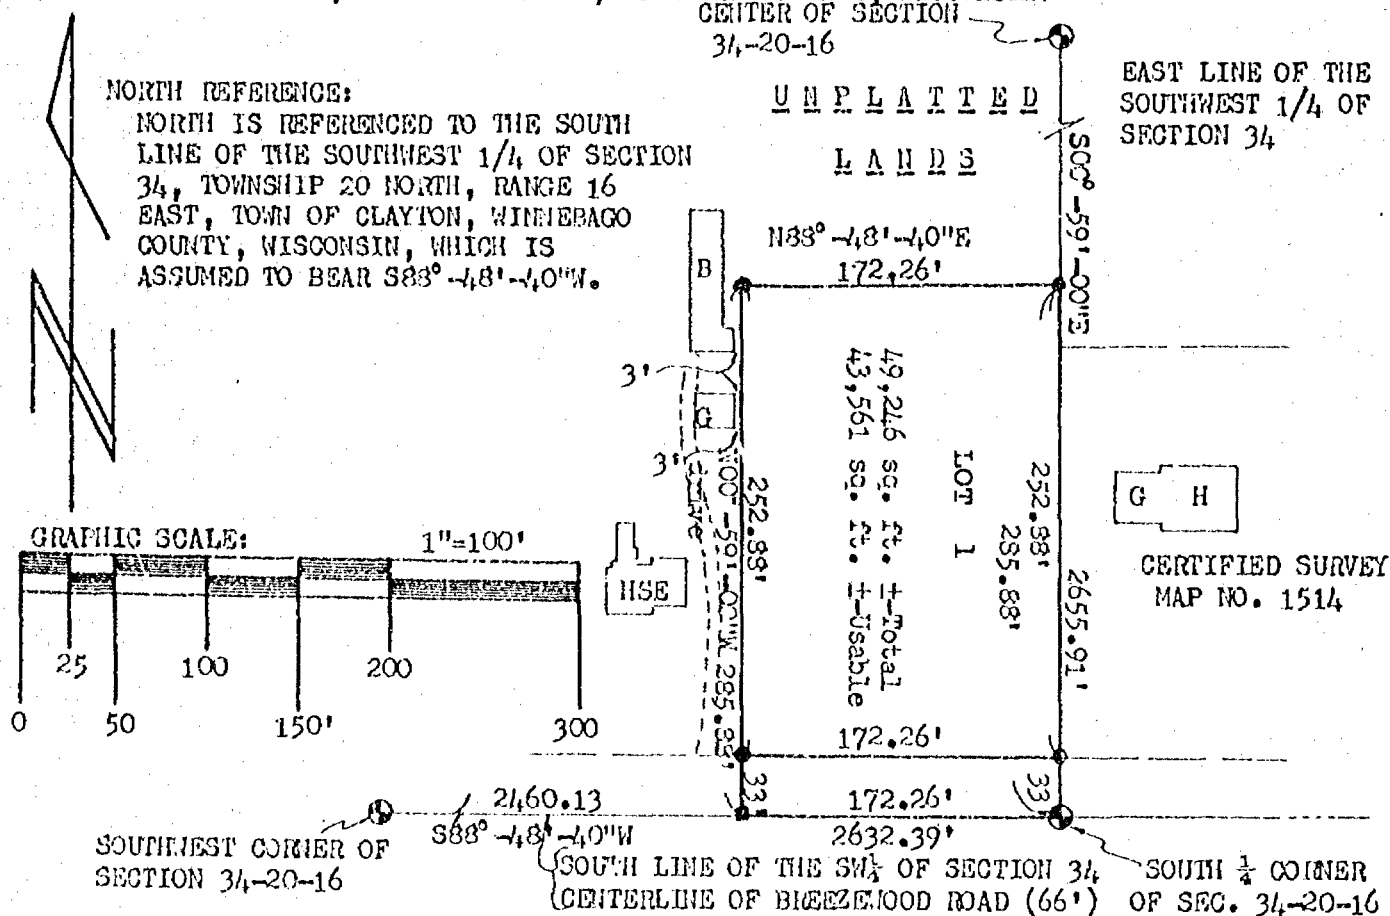 CENTER OF SECTION
34-20-16
NORTH REFERENCE:
NORTH IS REFERENCED TO THE SOUTH
LINE OF THE SOUTHWEST 1/4 OF SECTION
34, TOWNSHIP 20 NORTH, RANGE 16
EAST, TOWN OF CLAYTON, WINNEBAGO
COUNTY, WISCONSIN, WHICH IS
ASSUMED TO BEAR S88°-48'-40"W.
UNPLATTED
LANDS
EAST LINE OF THE
SOUTHWEST 1/4 OF
SECTION 34
S00°-59'-00"E
N88°-48'-40"E
172.26'
B
3'
G
3'
N
GRAPHIC SCALE:
1"=100'
25
100
200
0
50
150'
300
HSE
252.88'
N00°-59'-00"W 285.88'
49,246 sq. ft. ±-Total
43,561 sq. ft. ±-Usable
LOT 1
252.88'
285.88'
2655.91'
G
H
CERTIFIED SURVEY
MAP NO. 1514
172.26'
33'
33
2460.13
172.26'
S88°-48'-40"W
2632.39'
SOUTHWEST CORNER OF
SECTION 34-20-16
SOUTH LINE OF THE SW¼ OF SECTION 34
CENTERLINE OF BREEZEWOOD ROAD (66')
SOUTH ¼ CORNER
OF SEC. 34-20-16